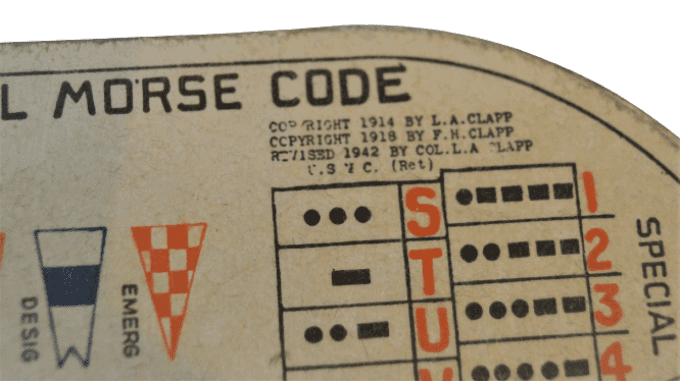 L MORSE CODE
COPYRIGHT 1914 BY L.A.CLAPP
COPYRIGHT 1918 BY F.H.CLAPP
REVISED 1942 BY COL.L.A CLAPP
U.S C. (Ret)
S 1
T 2
U 3
4
SPECIAL
DESIG
EMERG